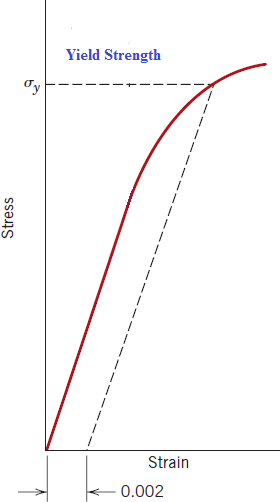 Yield Strength
σy
Stress
Strain
0.002